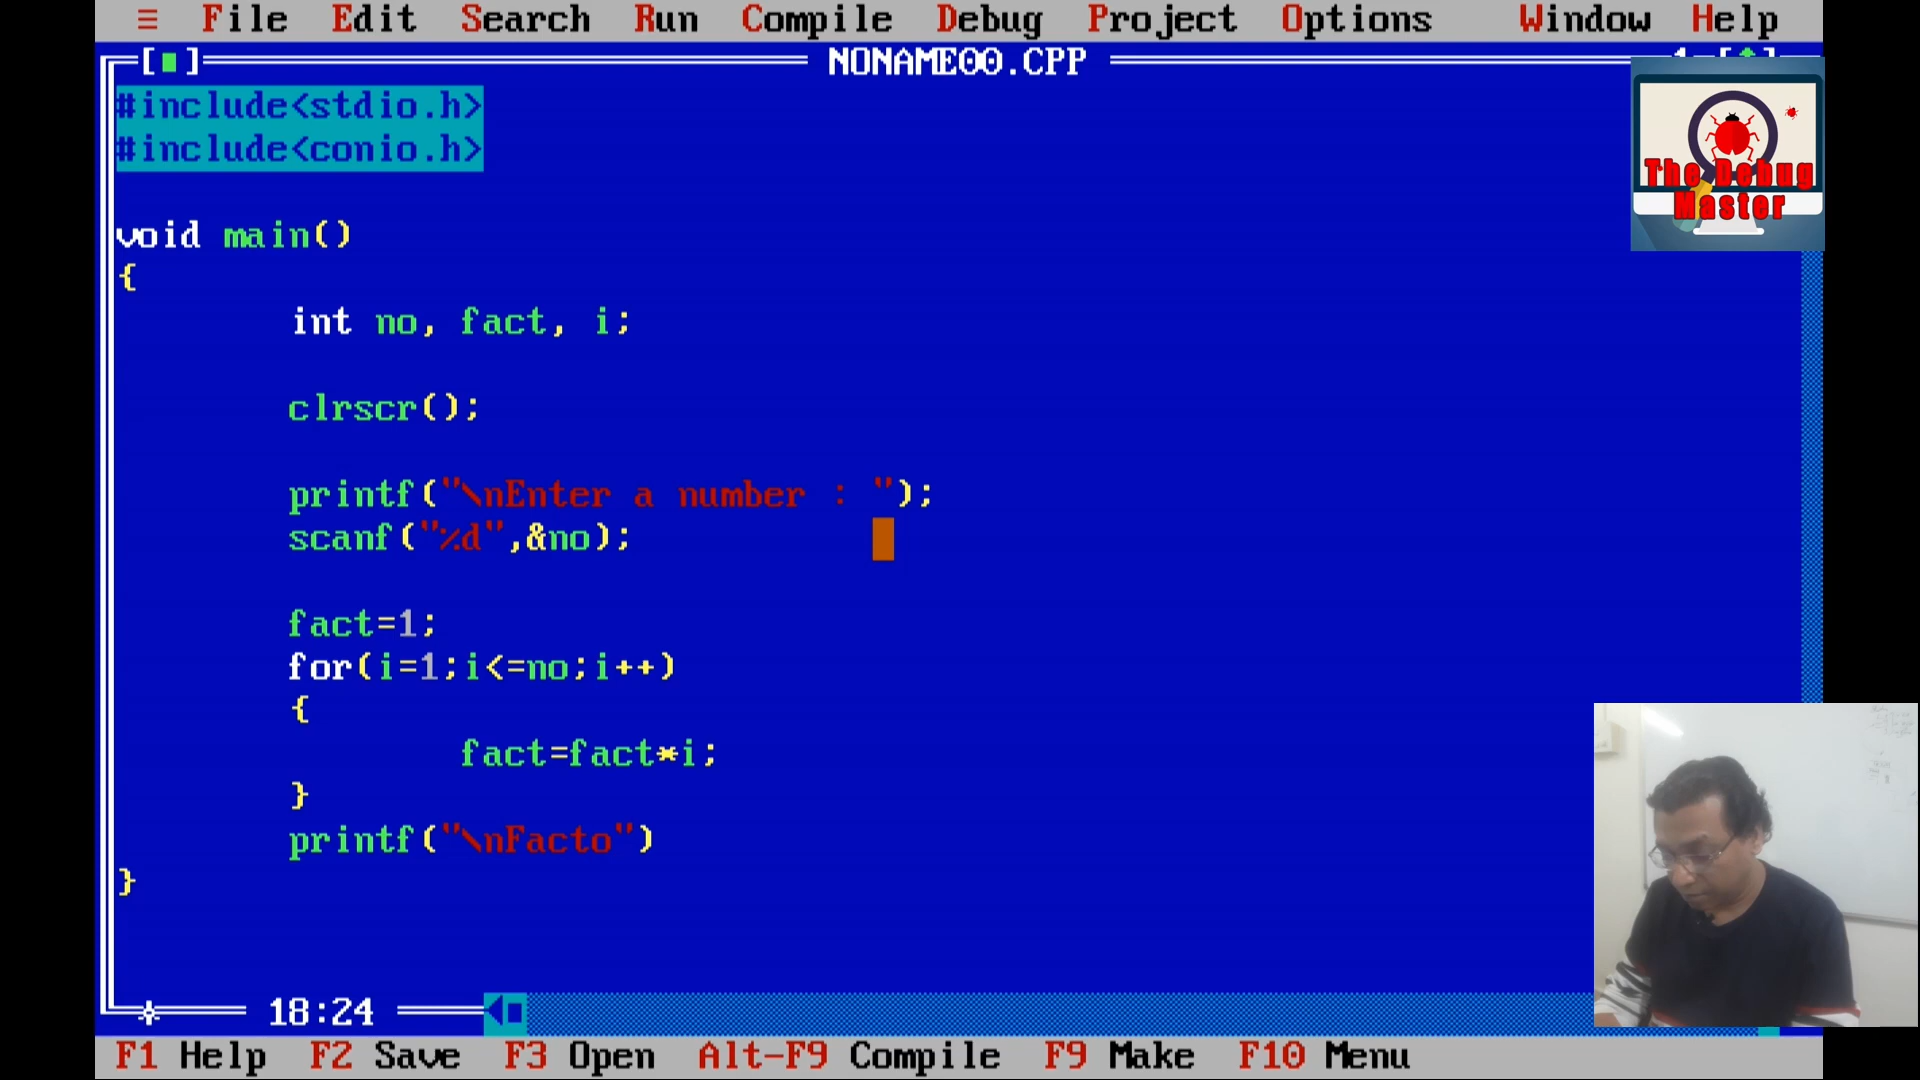 ≡ File Edit Search Run Compile Debug Project Options Window Help
[■] NONAME00.CPP
#include<stdio.h>
#include<conio.h>
The Debug
Master
void main()
{
int no, fact, i;
clrscr();
printf("\nEnter a number : ");
scanf("%d",&no);
fact=1;
for(i=1;i<=no;i++)
{
fact=fact*i;
}
printf("\nFacto")
}
18:24
F1 Help F2 Save F3 Open Alt-F9 Compile F9 Make F10 Menu